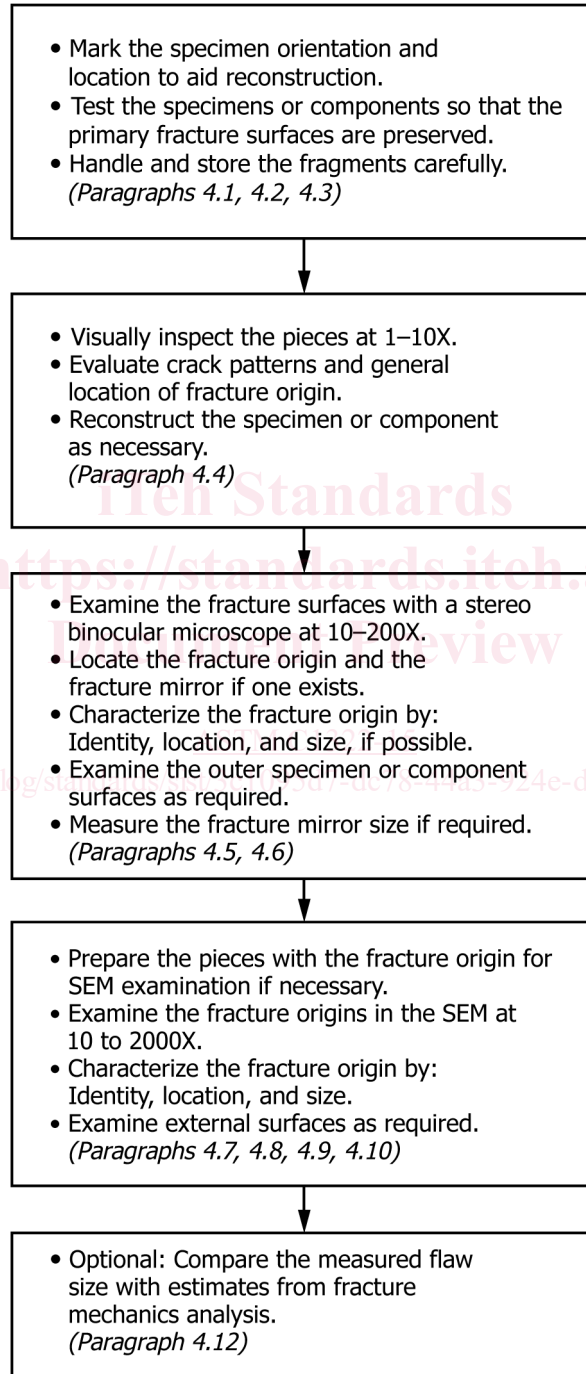 • Mark the specimen orientation and
location to aid reconstruction.
• Test the specimens or components so that the
primary fracture surfaces are preserved.
• Handle and store the fragments carefully.
(Paragraphs 4.1, 4.2, 4.3)
• Visually inspect the pieces at 1–10X.
• Evaluate crack patterns and general
location of fracture origin.
• Reconstruct the specimen or component
as necessary.
(Paragraph 4.4)
iTeh Standards
https://standards.iteh.
Document Preview
• Examine the fracture surfaces with a stereo
binocular microscope at 10–200X.
• Locate the fracture origin and the
fracture mirror if one exists.
• Characterize the fracture origin by:
Identity, location, and size, if possible.
• Examine the outer specimen or component
surfaces as required.
• Measure the fracture mirror size if required.
(Paragraphs 4.5, 4.6)
• Prepare the pieces with the fracture origin for
SEM examination if necessary.
• Examine the fracture origins in the SEM at
10 to 2000X.
• Characterize the fracture origin by:
Identity, location, and size.
• Examine external surfaces as required.
(Paragraphs 4.7, 4.8, 4.9, 4.10)
• Optional: Compare the measured flaw
size with estimates from fracture
mechanics analysis.
(Paragraph 4.12)